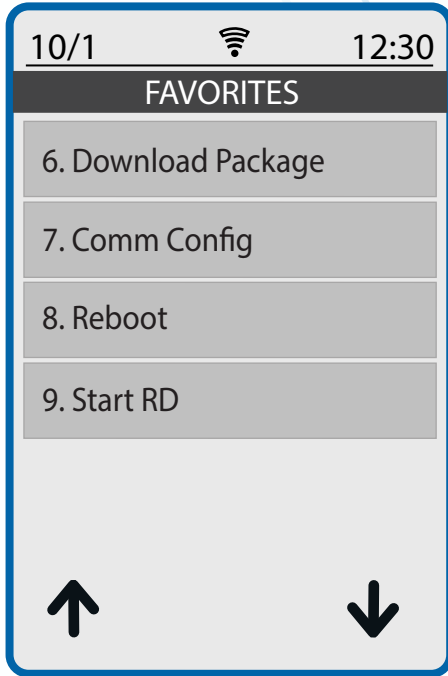 10/1 12:30
FAVORITES
6. Download Package
7. Comm Config
8. Reboot
9. Start RD